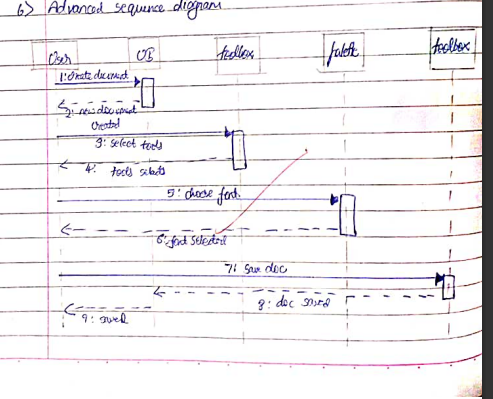 6) Advanced sequence diagram
User UI toolbox palette toolbox
1: create document
2: new document
created
3: select tools
4: tools selects
5: choose font
6: font selected
7: save doc
8: doc saved
9: saved